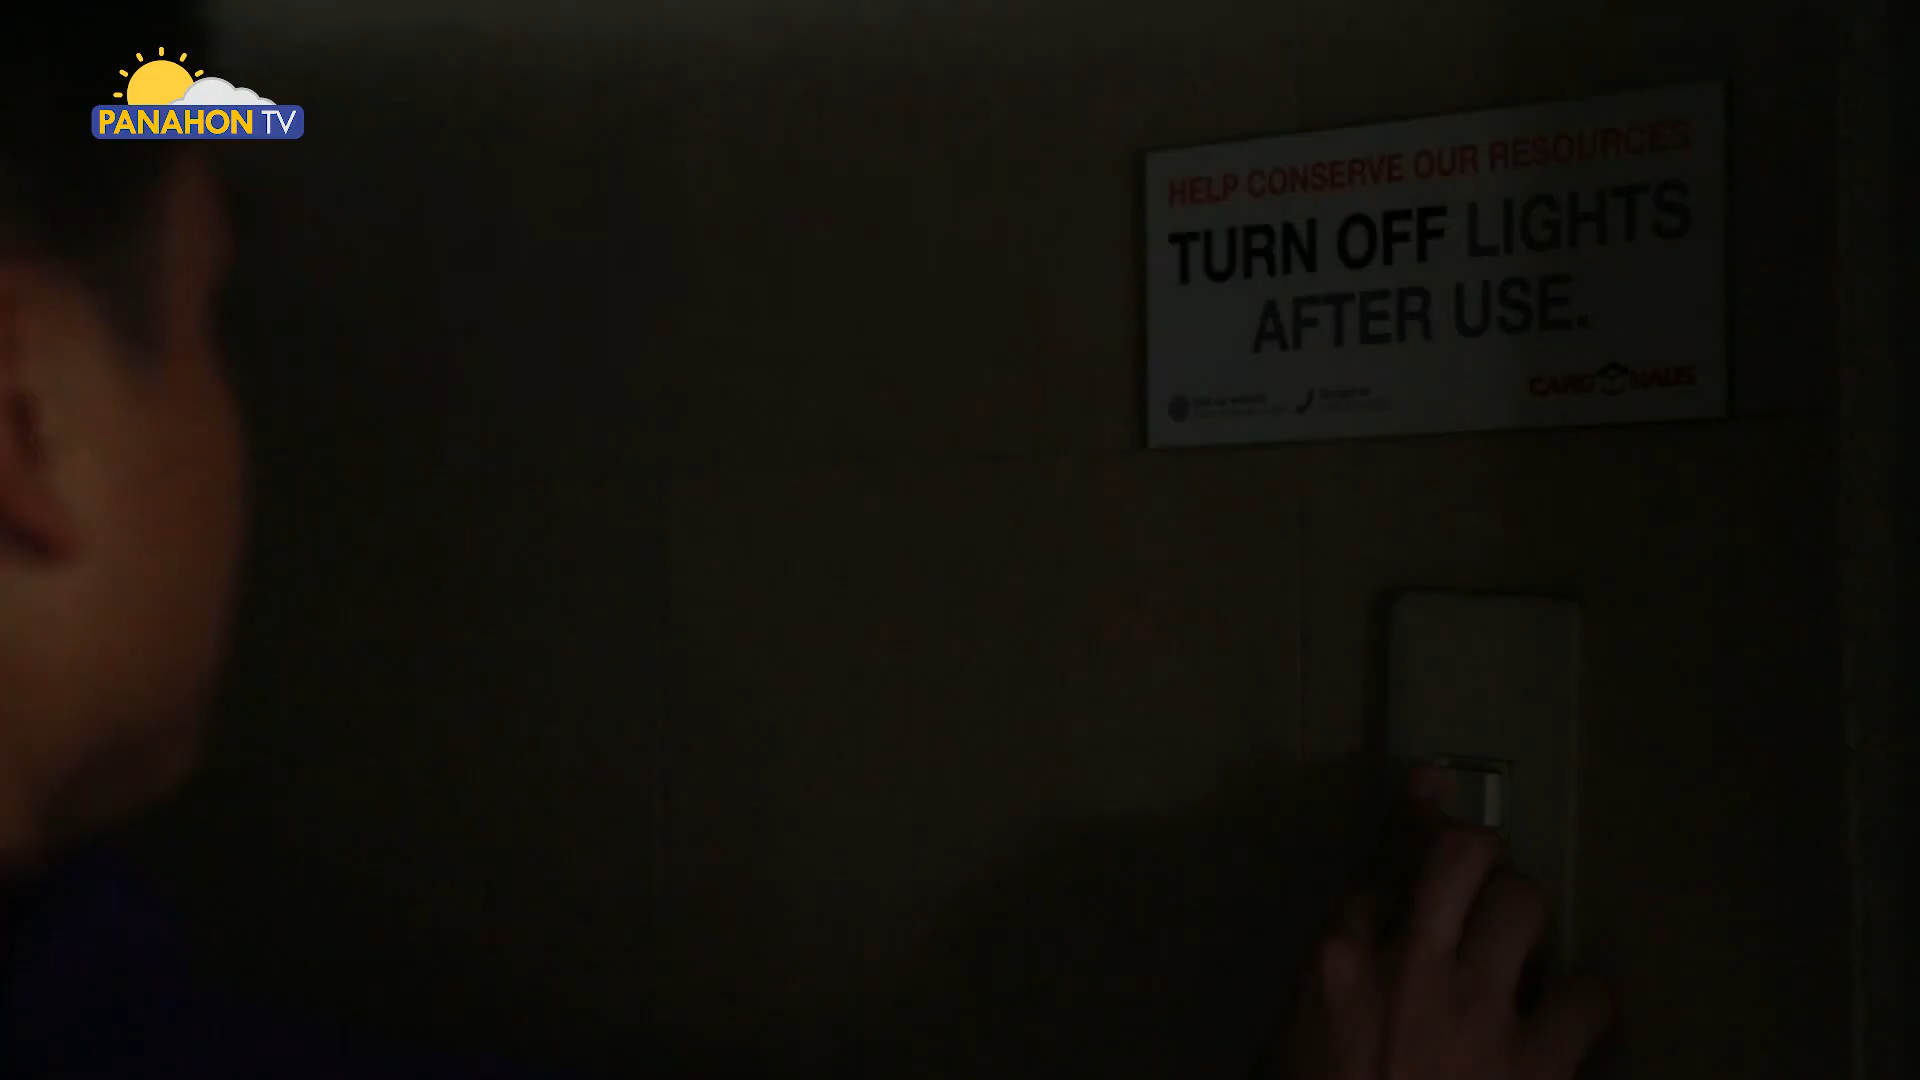 PANAHON TV
HELP CONSERVE OUR RESOURCES
TURN OFF LIGHTS
AFTER USE.